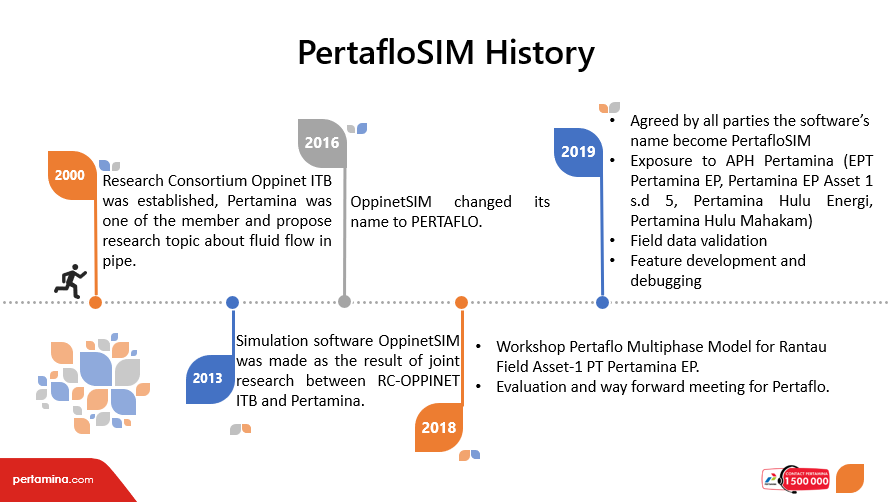 PertafloSIM History
2000
Research Consortium Oppinet ITB
was established, Pertamina was
one of the member and propose
research topic about fluid flow in
pipe.
2013
Simulation software OppinetSIM
was made as the result of joint
research between RC-OPPINET
ITB and Pertamina.
2016
OppinetSIM changed its
name to PERTAFLO.
2018
• Workshop Pertaflo Multiphase Model for Rantau
Field Asset-1 PT Pertamina EP.
• Evaluation and way forward meeting for Pertaflo.
2019
• Agreed by all parties the software's
name become PertafloSIM
• Exposure to APH Pertamina (EPT
Pertamina EP, Pertamina EP Asset 1
s.d 5, Pertamina Hulu Energi,
Pertamina Hulu Mahakam)
• Field data validation
• Feature development and
debugging
pertamina.com
CONTACT PERTAMINA
1 500 000